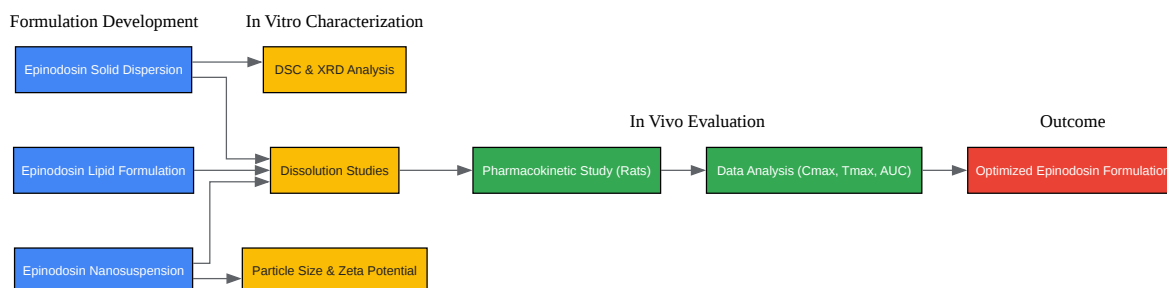 Formulation Development
In Vitro Characterization
Epinodosin Solid Dispersion
DSC & XRD Analysis
In Vivo Evaluation
Outcome
Epinodosin Lipid Formulation
Dissolution Studies
Pharmacokinetic Study (Rats)
Data Analysis (Cmax, Tmax, AUC)
Optimized Epinodosin Formulation
Epinodosin Nanosuspension
Particle Size & Zeta Potential